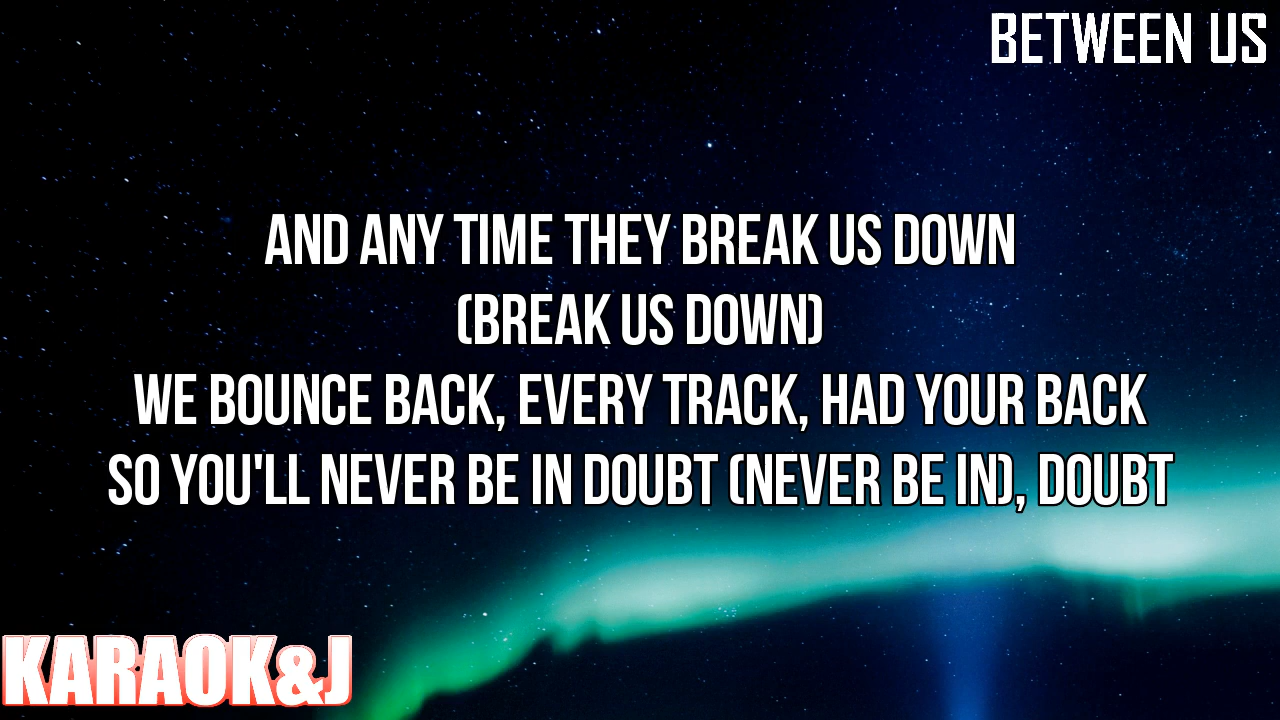 BETWEEN US
AND ANY TIME THEY BREAK US DOWN
(BREAK US DOWN)
WE BOUNCE BACK, EVERY TRACK, HAD YOUR BACK
SO YOU'LL NEVER BE IN DOUBT (NEVER BE IN), DOUBT
KARAOK&J